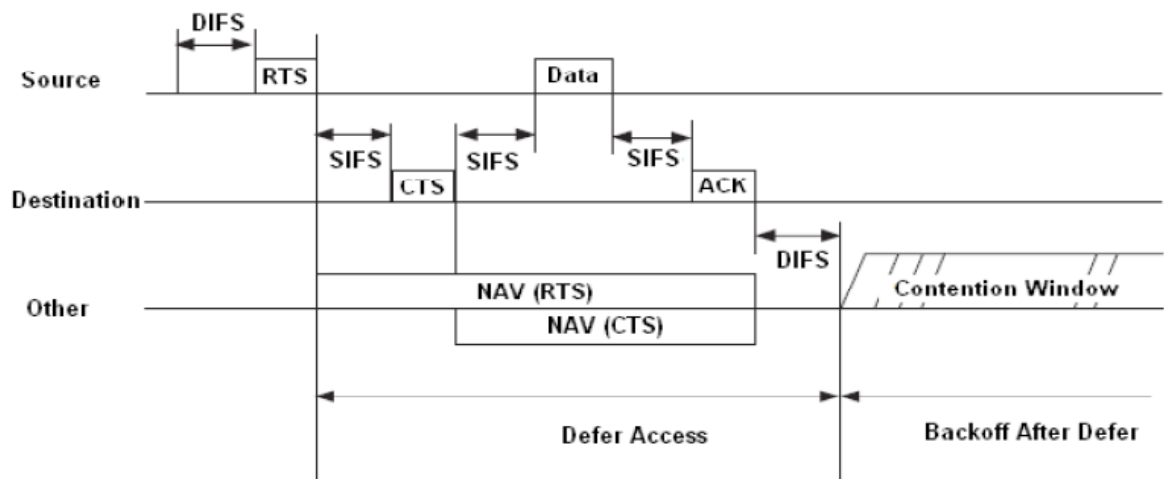 DIFS
Source
RTS
Data
SIFS
SIFS
SIFS
CTS
ACK
Destination
DIFS
NAV (RTS)
Contention Window
Other
NAV (CTS)
Defer Access
Backoff After Defer